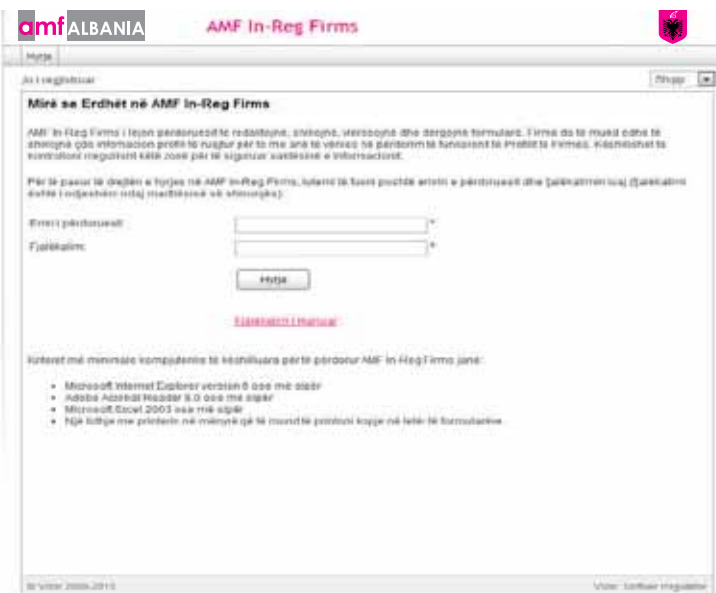 amf ALBANIA
AMF In-Reg Firms
Hyrje
Jo i regjistruar
Shqip
Mirë se Erdhët në AMF In-Reg Firms
AMF In-Reg Firms i lejon përdoruesit të redaktojnë, shikojnë, vlerësojnë dhe dërgojnë formularë. Firma do të mund edhe të
shikojnë çdo informacion profili të ruajtur për to me anë të vënies në përdorim të funksionit të Profilit të Firmës. Këshillohet të
kontrolloni rregullisht këtë zonë për të siguruar saktësinë e informacionit.
Për të pasur të drejtën e hyrjes në AMF In-Reg Firms, lutemi të fusni poshtë emrin e përdoruesit dhe fjalëkalimin tuaj (fjalëkalimi
është i ndjeshëm ndaj madhësisë së shkronjës):
Emri i përdoruesit: *
Fjalëkalimi: *
Hyrje
Fjalëkalim i Harruar
Kriteret më minimale kompjuterike të këshilluara për të përdorur AMF In-Reg Firms janë:
• Microsoft Internet Explorer version 6 ose më sipër
• Adobe Acrobat Reader 8.0 ose më sipër
• Microsoft Excel 2003 ose më sipër
• Një lidhje me printerin në mënyrë që të mund të printoni kopje në letër të formularëve
© Vizor 2000-2013
Vizor: Softuer rregullator